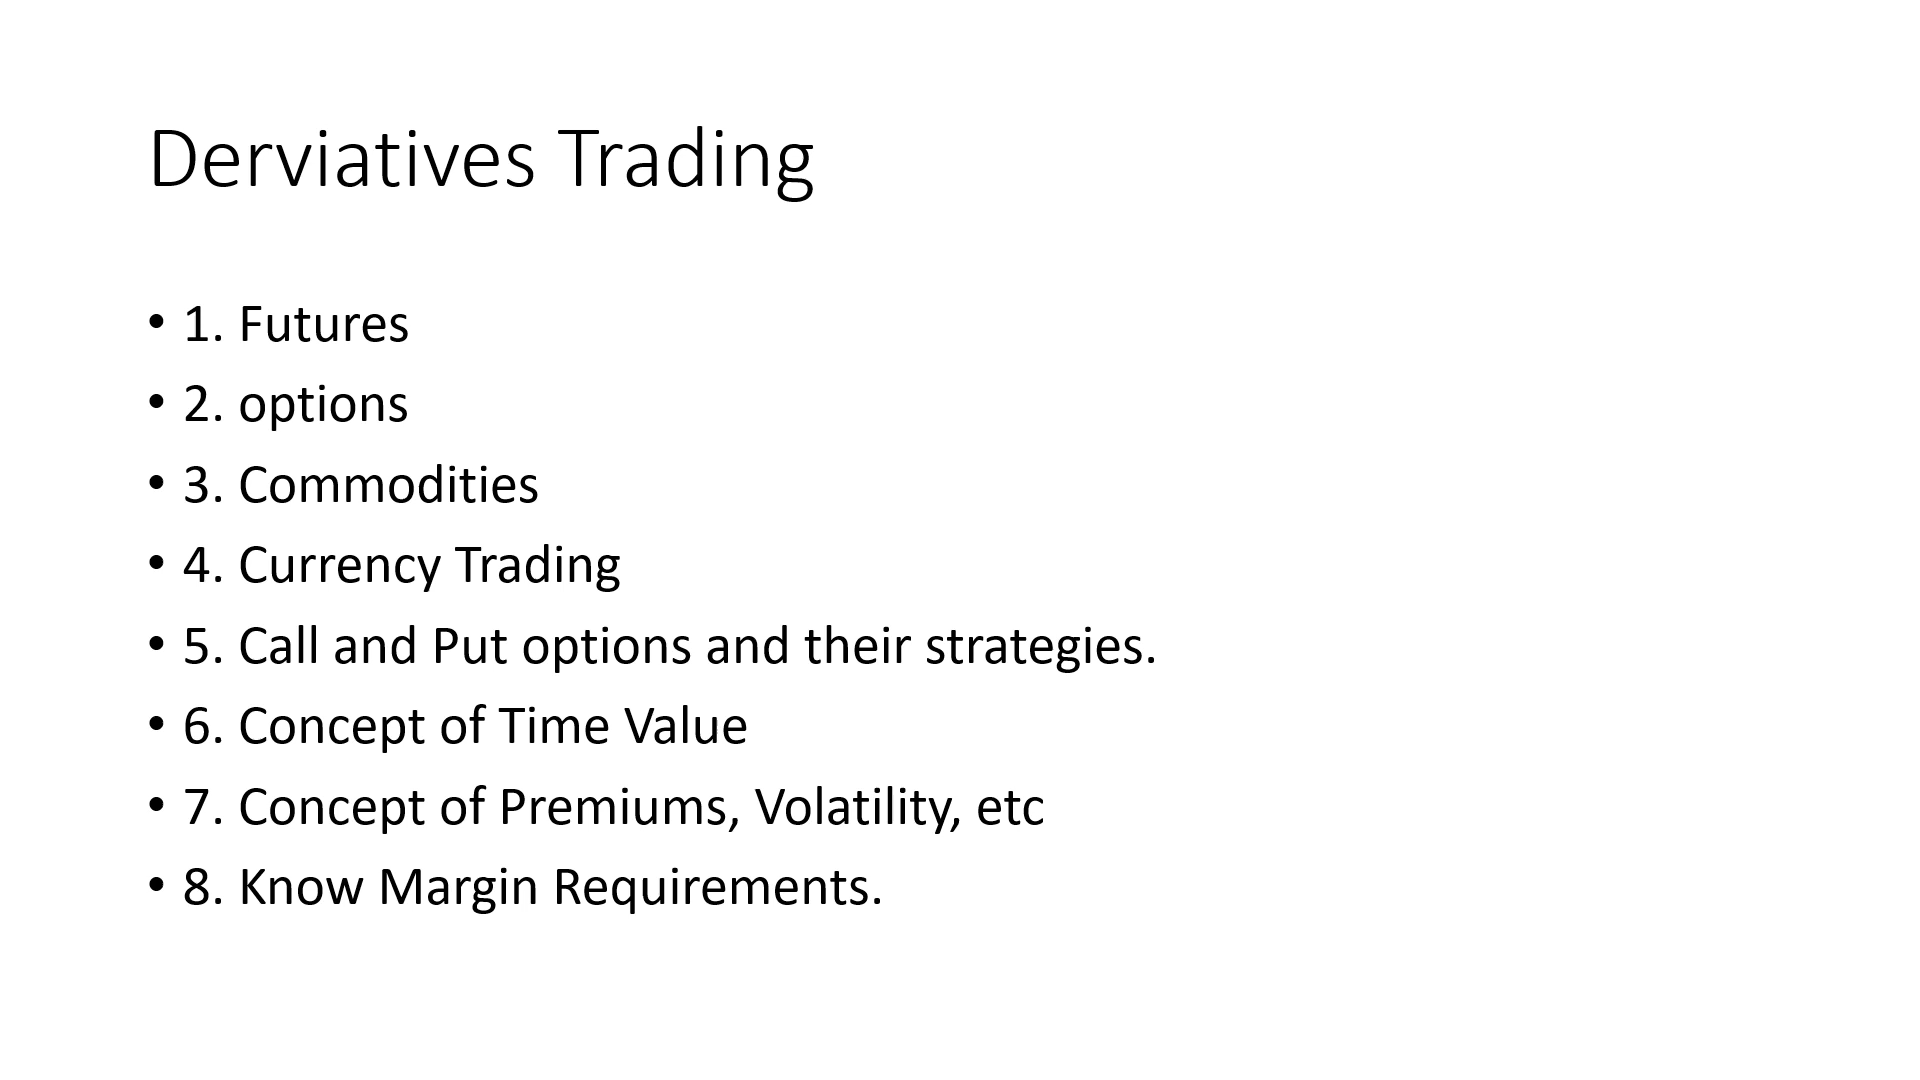 Derviatives Trading
• 1. Futures
• 2. options
• 3. Commodities
• 4. Currency Trading
• 5. Call and Put options and their strategies.
• 6. Concept of Time Value
• 7. Concept of Premiums, Volatility, etc
• 8. Know Margin Requirements.